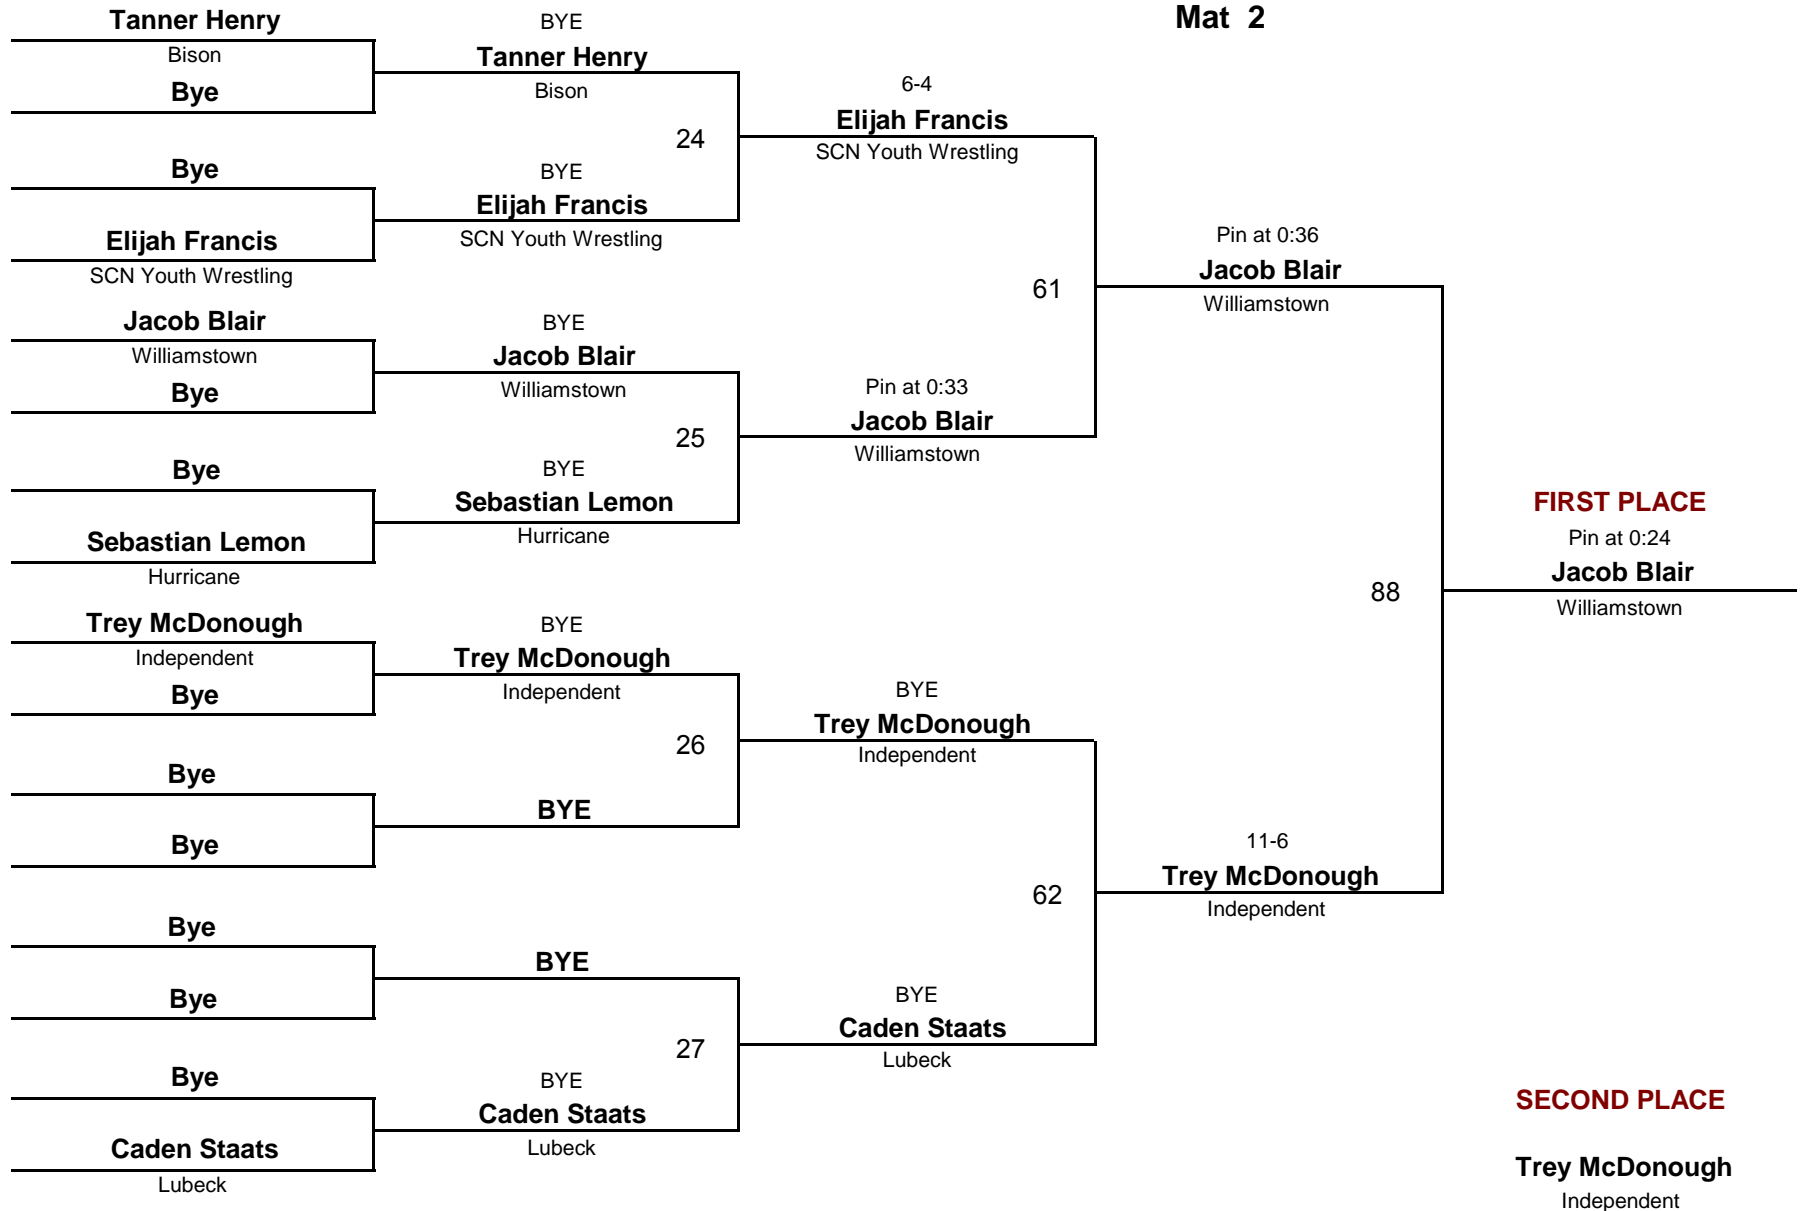 Mat 2
Tanner Henry
Bison
Bye
Bye
Elijah Francis
SCN Youth Wrestling
Jacob Blair
Williamstown
Bye
Bye
Sebastian Lemon
Hurricane
Trey McDonough
Independent
Bye
Bye
Bye
Bye
Bye
Bye
Caden Staats
Lubeck
BYE
Tanner Henry
Bison
24
BYE
Elijah Francis
SCN Youth Wrestling
BYE
Jacob Blair
Williamstown
25
BYE
Sebastian Lemon
Hurricane
BYE
Trey McDonough
Independent
26
BYE
BYE
27
BYE
Caden Staats
Lubeck
6-4
Elijah Francis
SCN Youth Wrestling
61
Pin at 0:33
Jacob Blair
Williamstown
BYE
Trey McDonough
Independent
62
BYE
Caden Staats
Lubeck
Pin at 0:36
Jacob Blair
Williamstown
88
11-6
Trey McDonough
Independent
FIRST PLACE
Pin at 0:24
Jacob Blair
Williamstown
SECOND PLACE
Trey McDonough
Independent